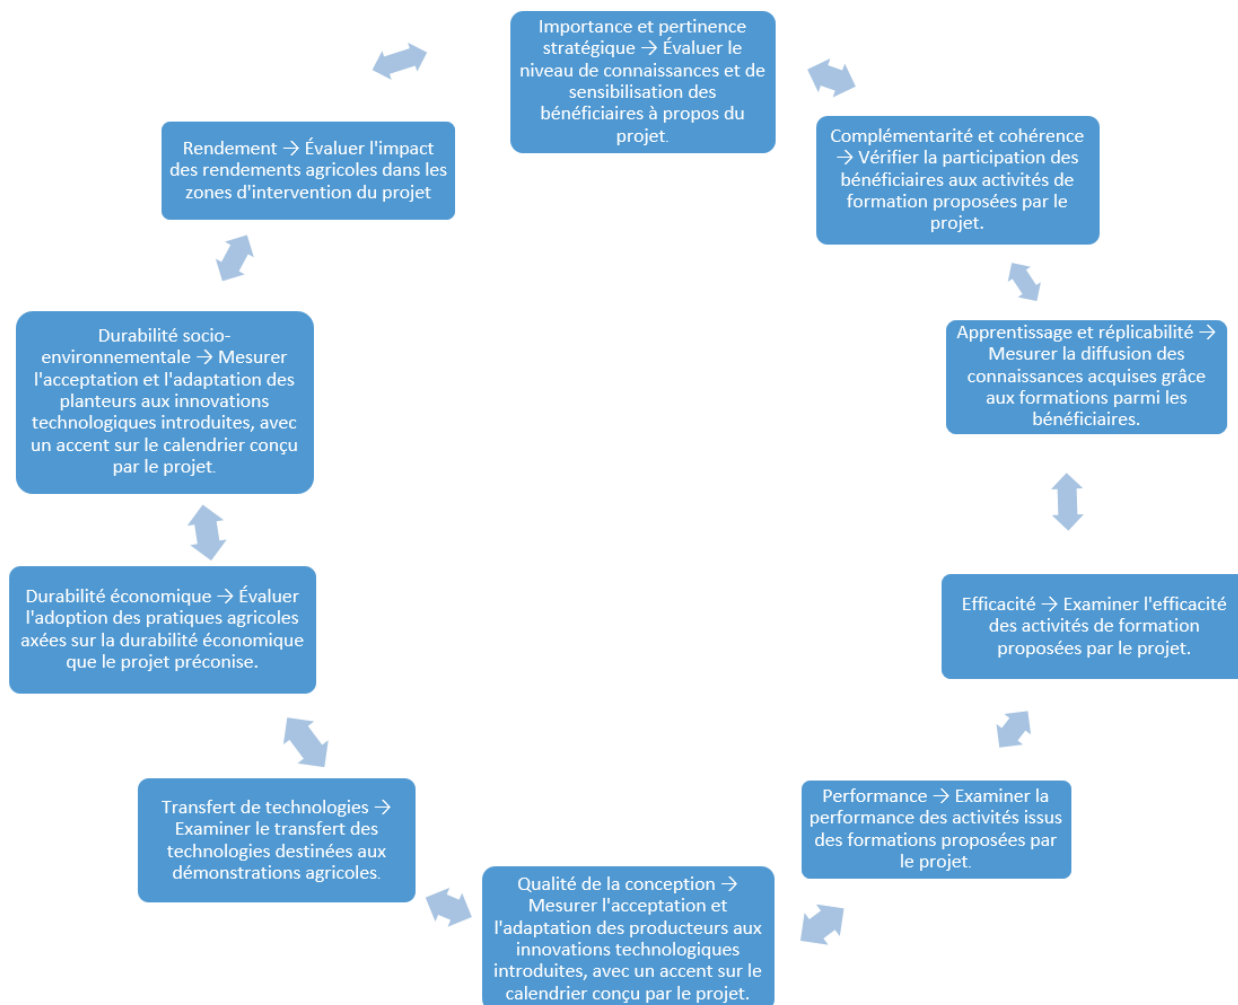 Importance et pertinence
stratégique → Évaluer le
niveau de connaissances et de
sensibilisation des
bénéficiaires à propos du
projet.
Complémentarité et cohérence
→ Vérifier la participation des
bénéficiaires aux activités de
formation proposées par le
projet.
Apprentissage et réplicabilité →
Mesurer la diffusion des
connaissances acquises grâce
aux formations parmi les
bénéficiaires.
Efficacité → Examiner l'efficacité
des activités de formation
proposées par le projet.
Performance → Examiner la
performance des activités issus
des formations proposées par
le projet.
Qualité de la conception →
Mesurer l'acceptation et
l'adaptation des producteurs aux
innovations technologiques
introduites, avec un accent sur le
calendrier conçu par le projet.
Transfert de technologies →
Examiner le transfert des
technologies destinées aux
démonstrations agricoles.
Durabilité économique → Évaluer
l'adoption des pratiques agricoles
axées sur la durabilité économique
que le projet préconise.
Durabilité socio-
environnementale → Mesurer
l'acceptation et l'adaptation des
planteurs aux innovations
technologiques introduites, avec
un accent sur le calendrier conçu
par le projet.
Rendement → Évaluer l'impact
des rendements agricoles dans les
zones d'intervention du projet